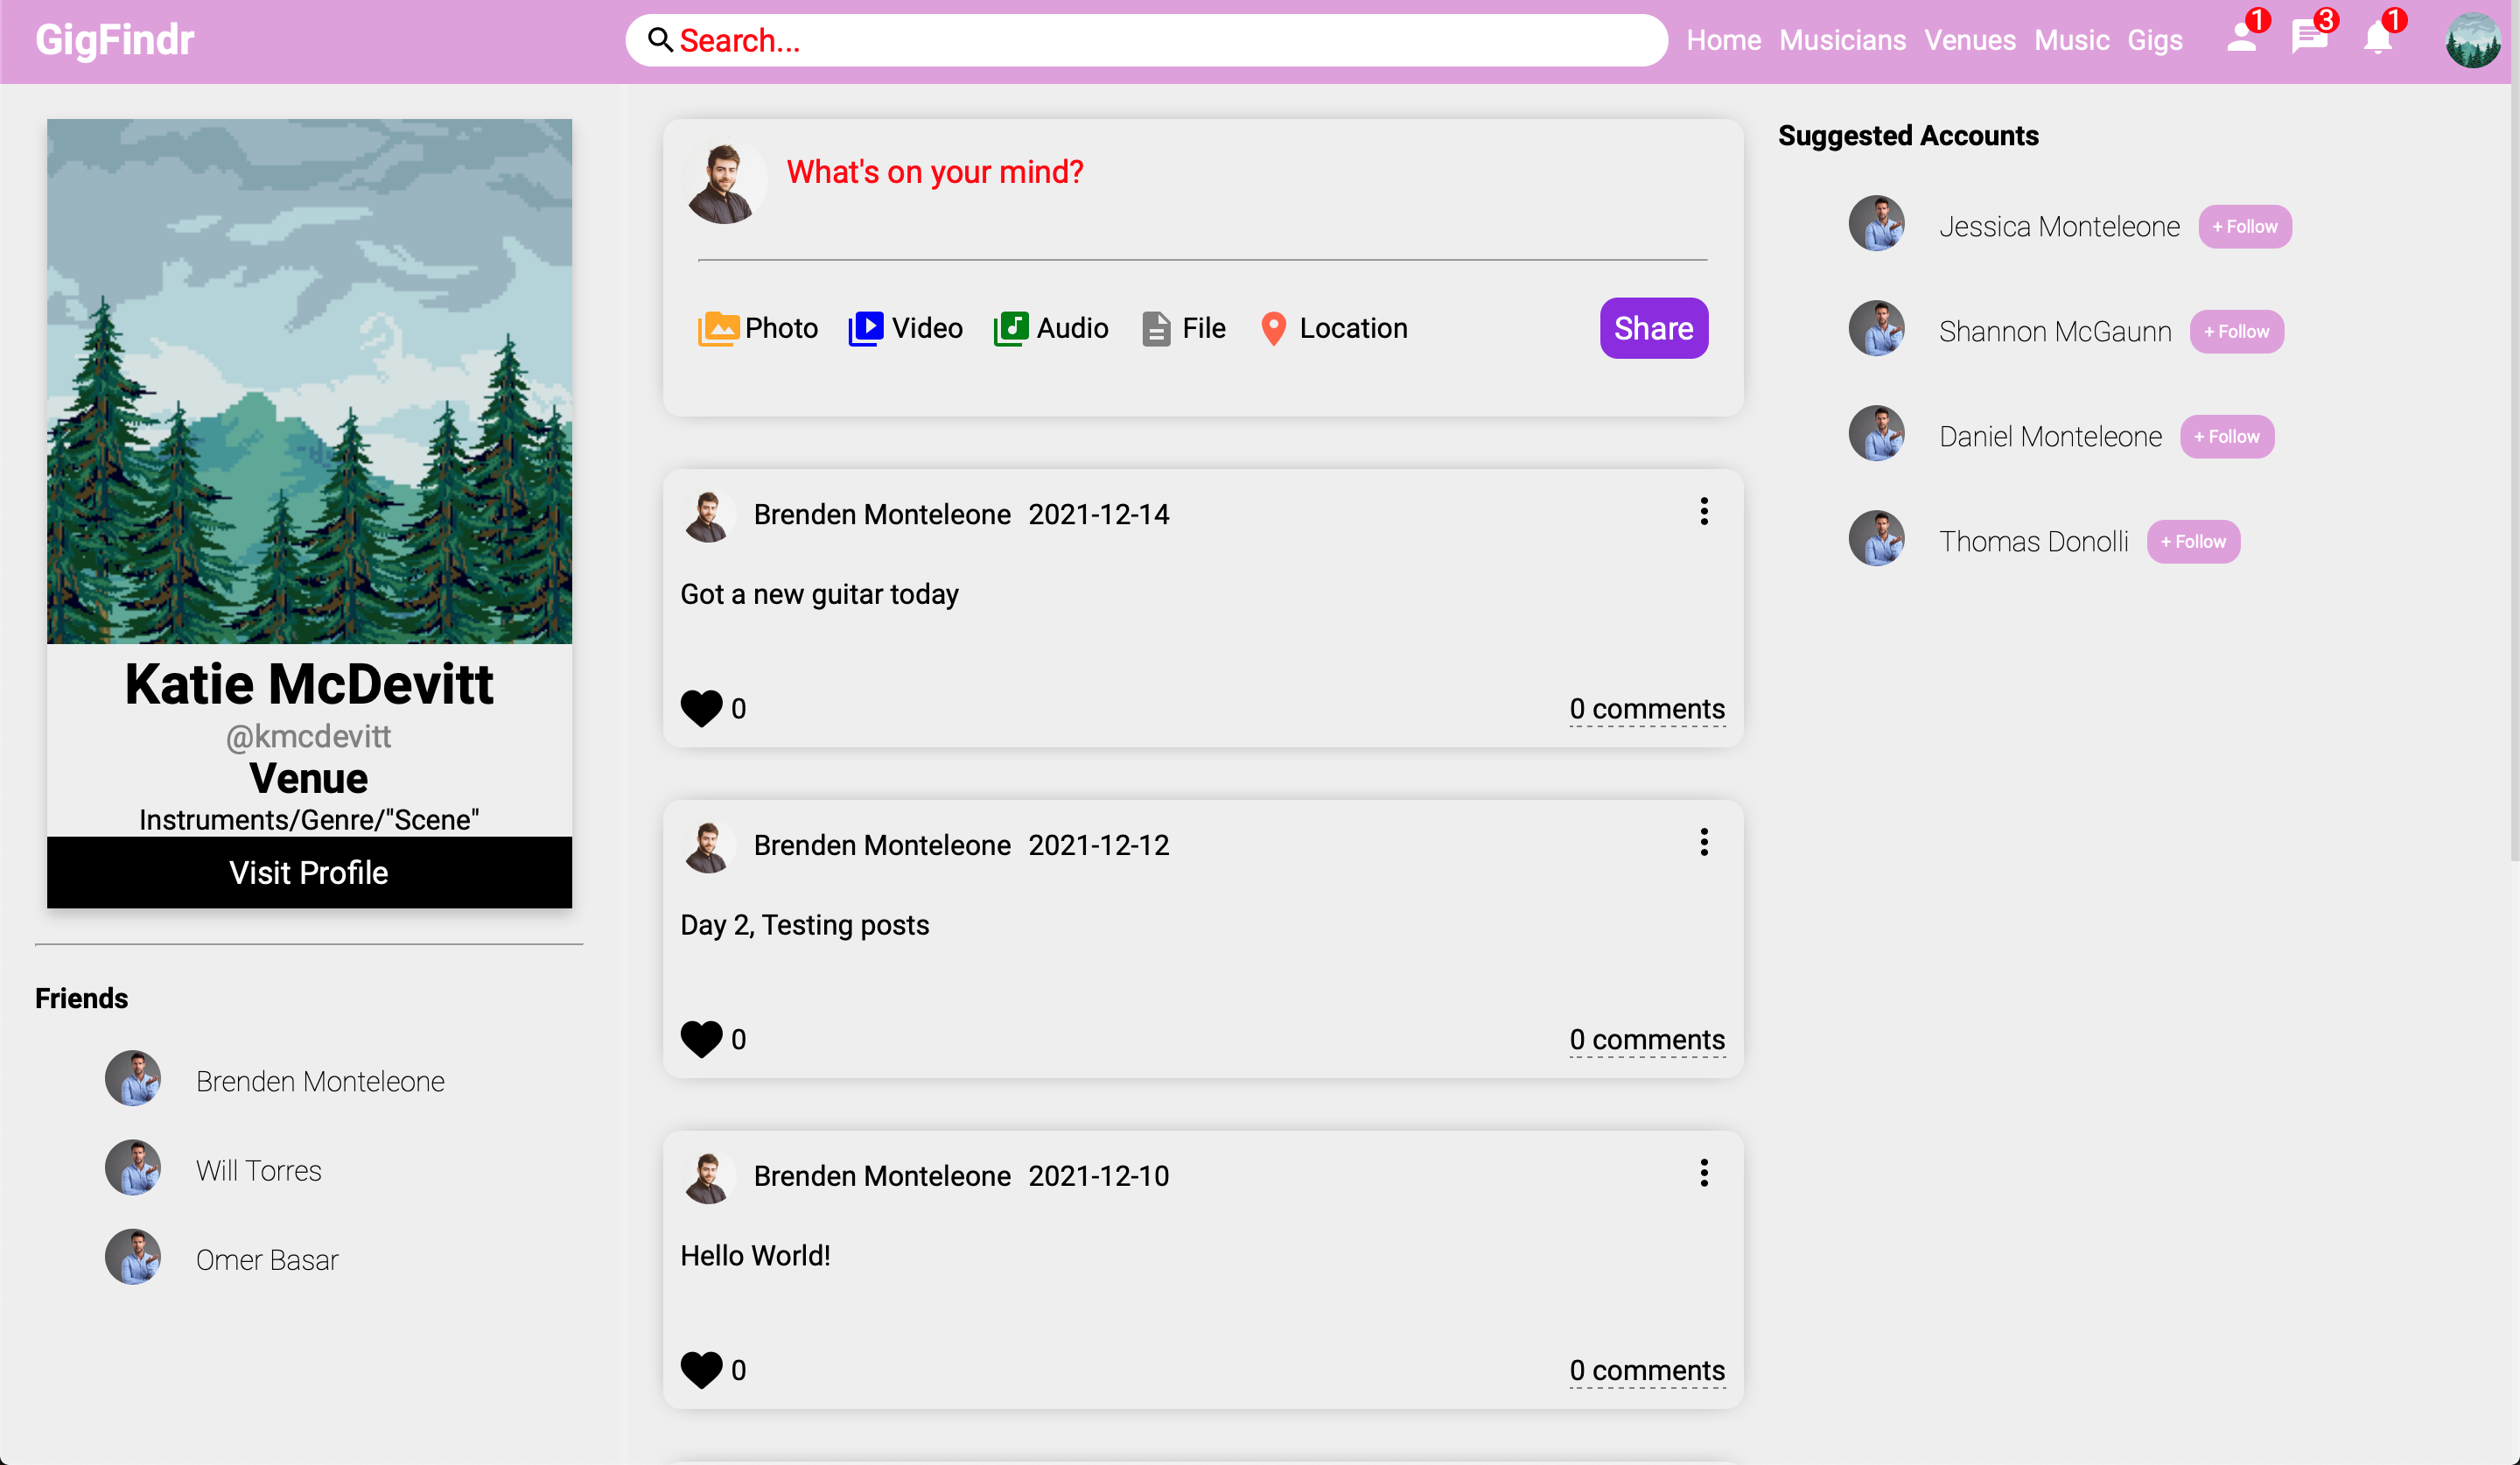 GigFindr
Search...
Home Musicians Venues Music Gigs
1
3
1
Katie McDevitt
@kmcdevitt
Venue
Instruments/Genre/"Scene"
Visit Profile
Friends
Brenden Monteleone
Will Torres
Omer Basar
What's on your mind?
Photo Video Audio File Location Share
Brenden Monteleone 2021-12-14
Got a new guitar today
0 0 comments
Brenden Monteleone 2021-12-12
Day 2, Testing posts
0 0 comments
Brenden Monteleone 2021-12-10
Hello World!
0 0 comments
Suggested Accounts
Jessica Monteleone + Follow
Shannon McGaunn + Follow
Daniel Monteleone + Follow
Thomas Donolli + Follow